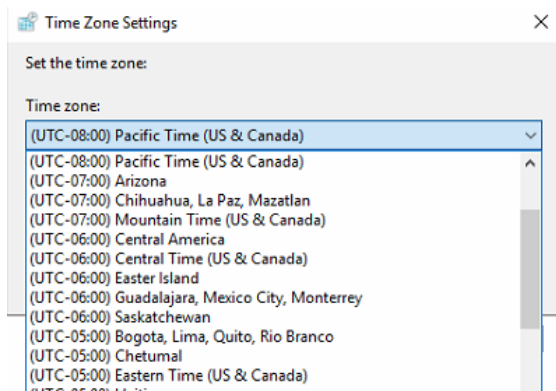 Time Zone Settings
Set the time zone:
Time zone:
(UTC-08:00) Pacific Time (US & Canada)
(UTC-08:00) Pacific Time (US & Canada)
(UTC-07:00) Arizona
(UTC-07:00) Chihuahua, La Paz, Mazatlan
(UTC-07:00) Mountain Time (US & Canada)
(UTC-06:00) Central America
(UTC-06:00) Central Time (US & Canada)
(UTC-06:00) Easter Island
(UTC-06:00) Guadalajara, Mexico City, Monterrey
(UTC-06:00) Saskatchewan
(UTC-05:00) Bogota, Lima, Quito, Rio Branco
(UTC-05:00) Chetumal
(UTC-05:00) Eastern Time (US & Canada)